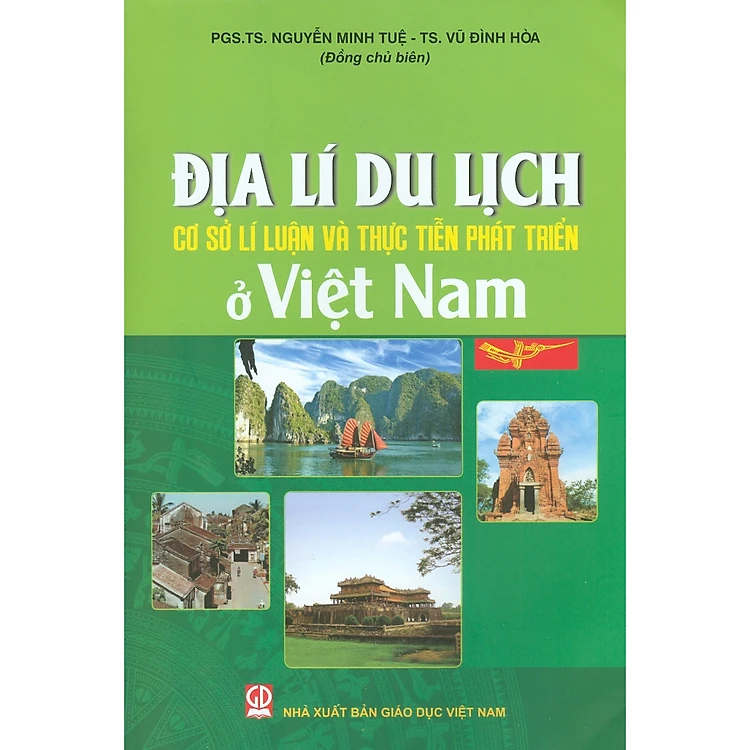 PGS.TS. NGUYỄN MINH TUỆ - TS. VŨ ĐÌNH HÒA
(Đồng chủ biên)
ĐỊA LÍ DU LỊCH
CƠ SỞ LÍ LUẬN VÀ THỰC TIỄN PHÁT TRIỂN
ở Việt Nam
GD
NHÀ XUẤT BẢN GIÁO DỤC VIỆT NAM